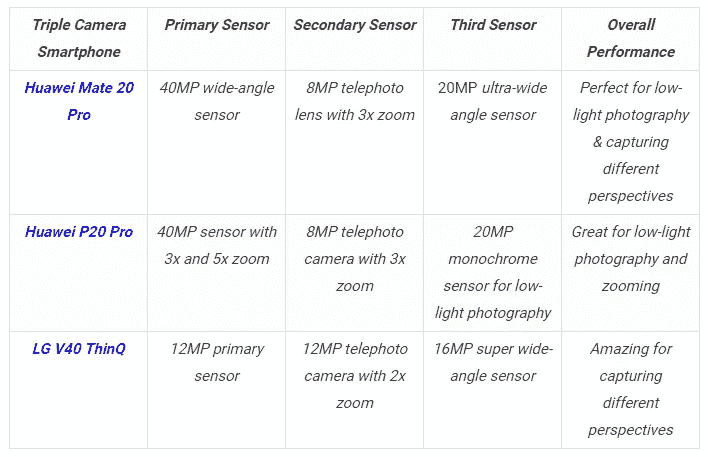 Triple Camera
Smartphone
Primary Sensor
Secondary Sensor
Third Sensor
Overall
Performance
Huawei Mate 20
Pro
40MP wide-angle
sensor
8MP telephoto
lens with 3x zoom
20MP ultra-wide
angle sensor
Perfect for low-
light photography
& capturing
different
perspectives
Huawei P20 Pro
40MP sensor with
3x and 5x zoom
8MP telephoto
camera with 3x
zoom
20MP
monochrome
sensor for low-
light photography
Great for low-light
photography and
zooming
LG V40 ThinQ
12MP primary
sensor
12MP telephoto
camera with 2x
zoom
16MP super wide-
angle sensor
Amazing for
capturing
different
perspectives